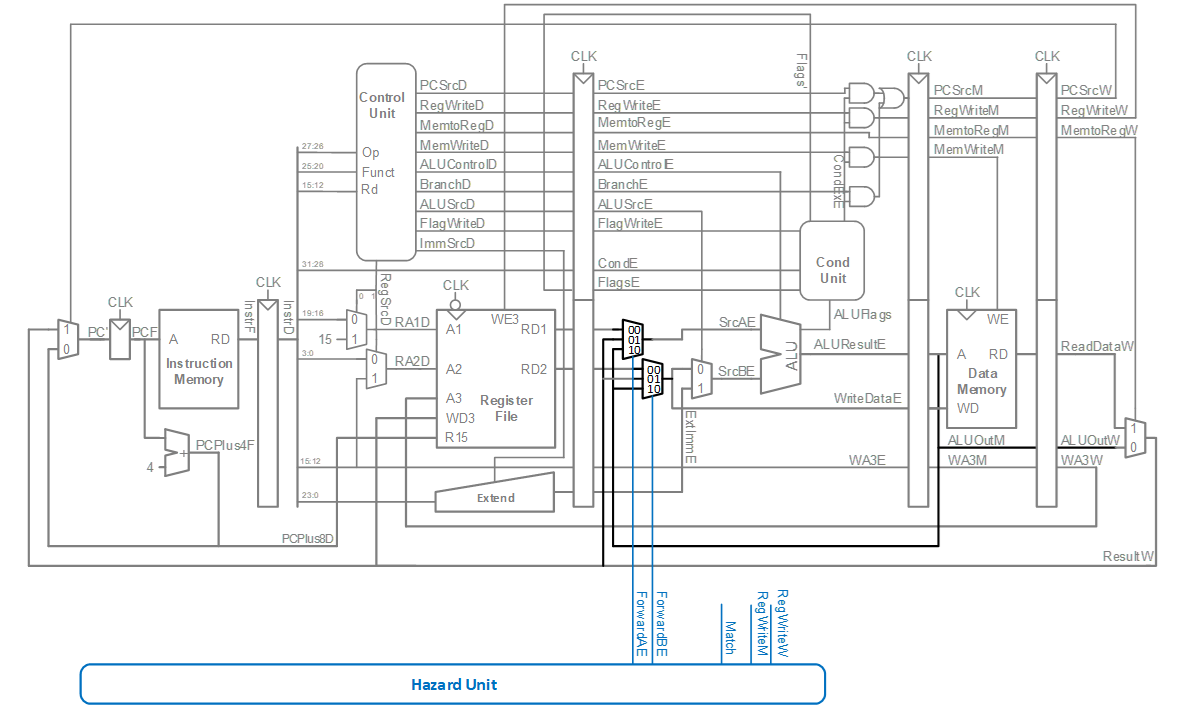 CLK
CLK
CLK
Flags'
Control
Unit
PCSrcD
RegWriteD
MemtoRegD
MemWriteD
ALUControlD
BranchD
ALUSrcD
FlagWriteD
ImmSrcD
PCSrcE
RegWriteE
MemtoRegE
MemWriteE
ALUControlE
BranchE
ALUSrcE
FlagWriteE
PCSrcM
RegWriteM
MemtoRegM
MemWriteM
PCSrcW
RegWriteW
MemtoRegW
27:26
Op
25:20
Funct
15:12
Rd
CondExE
31:28
CondE
FlagsE
Cond
Unit
CLK
CLK
CLK
CLK
InstrF
InstrD
RegSrcD
0 1
19:16
0
15
1
RA1D
3:0
0
1
RA2D
1
0
PC'
PCF
A
RD
Instruction
Memory
A1
WE3
RD1
A2
RD2
A3
WD3
R15
Register
File
00
01
10
00
01
10
SrcAE
0
1
SrcBE
ALU
ALUFlags
ALUResultE
WriteDataE
ExtImmE
WE
A
RD
Data
Memory
WD
ReadDataW
1
0
ALUOutM
ALUOutW
PCPlus4F
4
+
15:12
WA3E
WA3M
WA3W
23:0
Extend
PCPlus8D
ResultW
ForwardAE
ForwardBE
Match
RegWriteM
RegWriteW
Hazard Unit